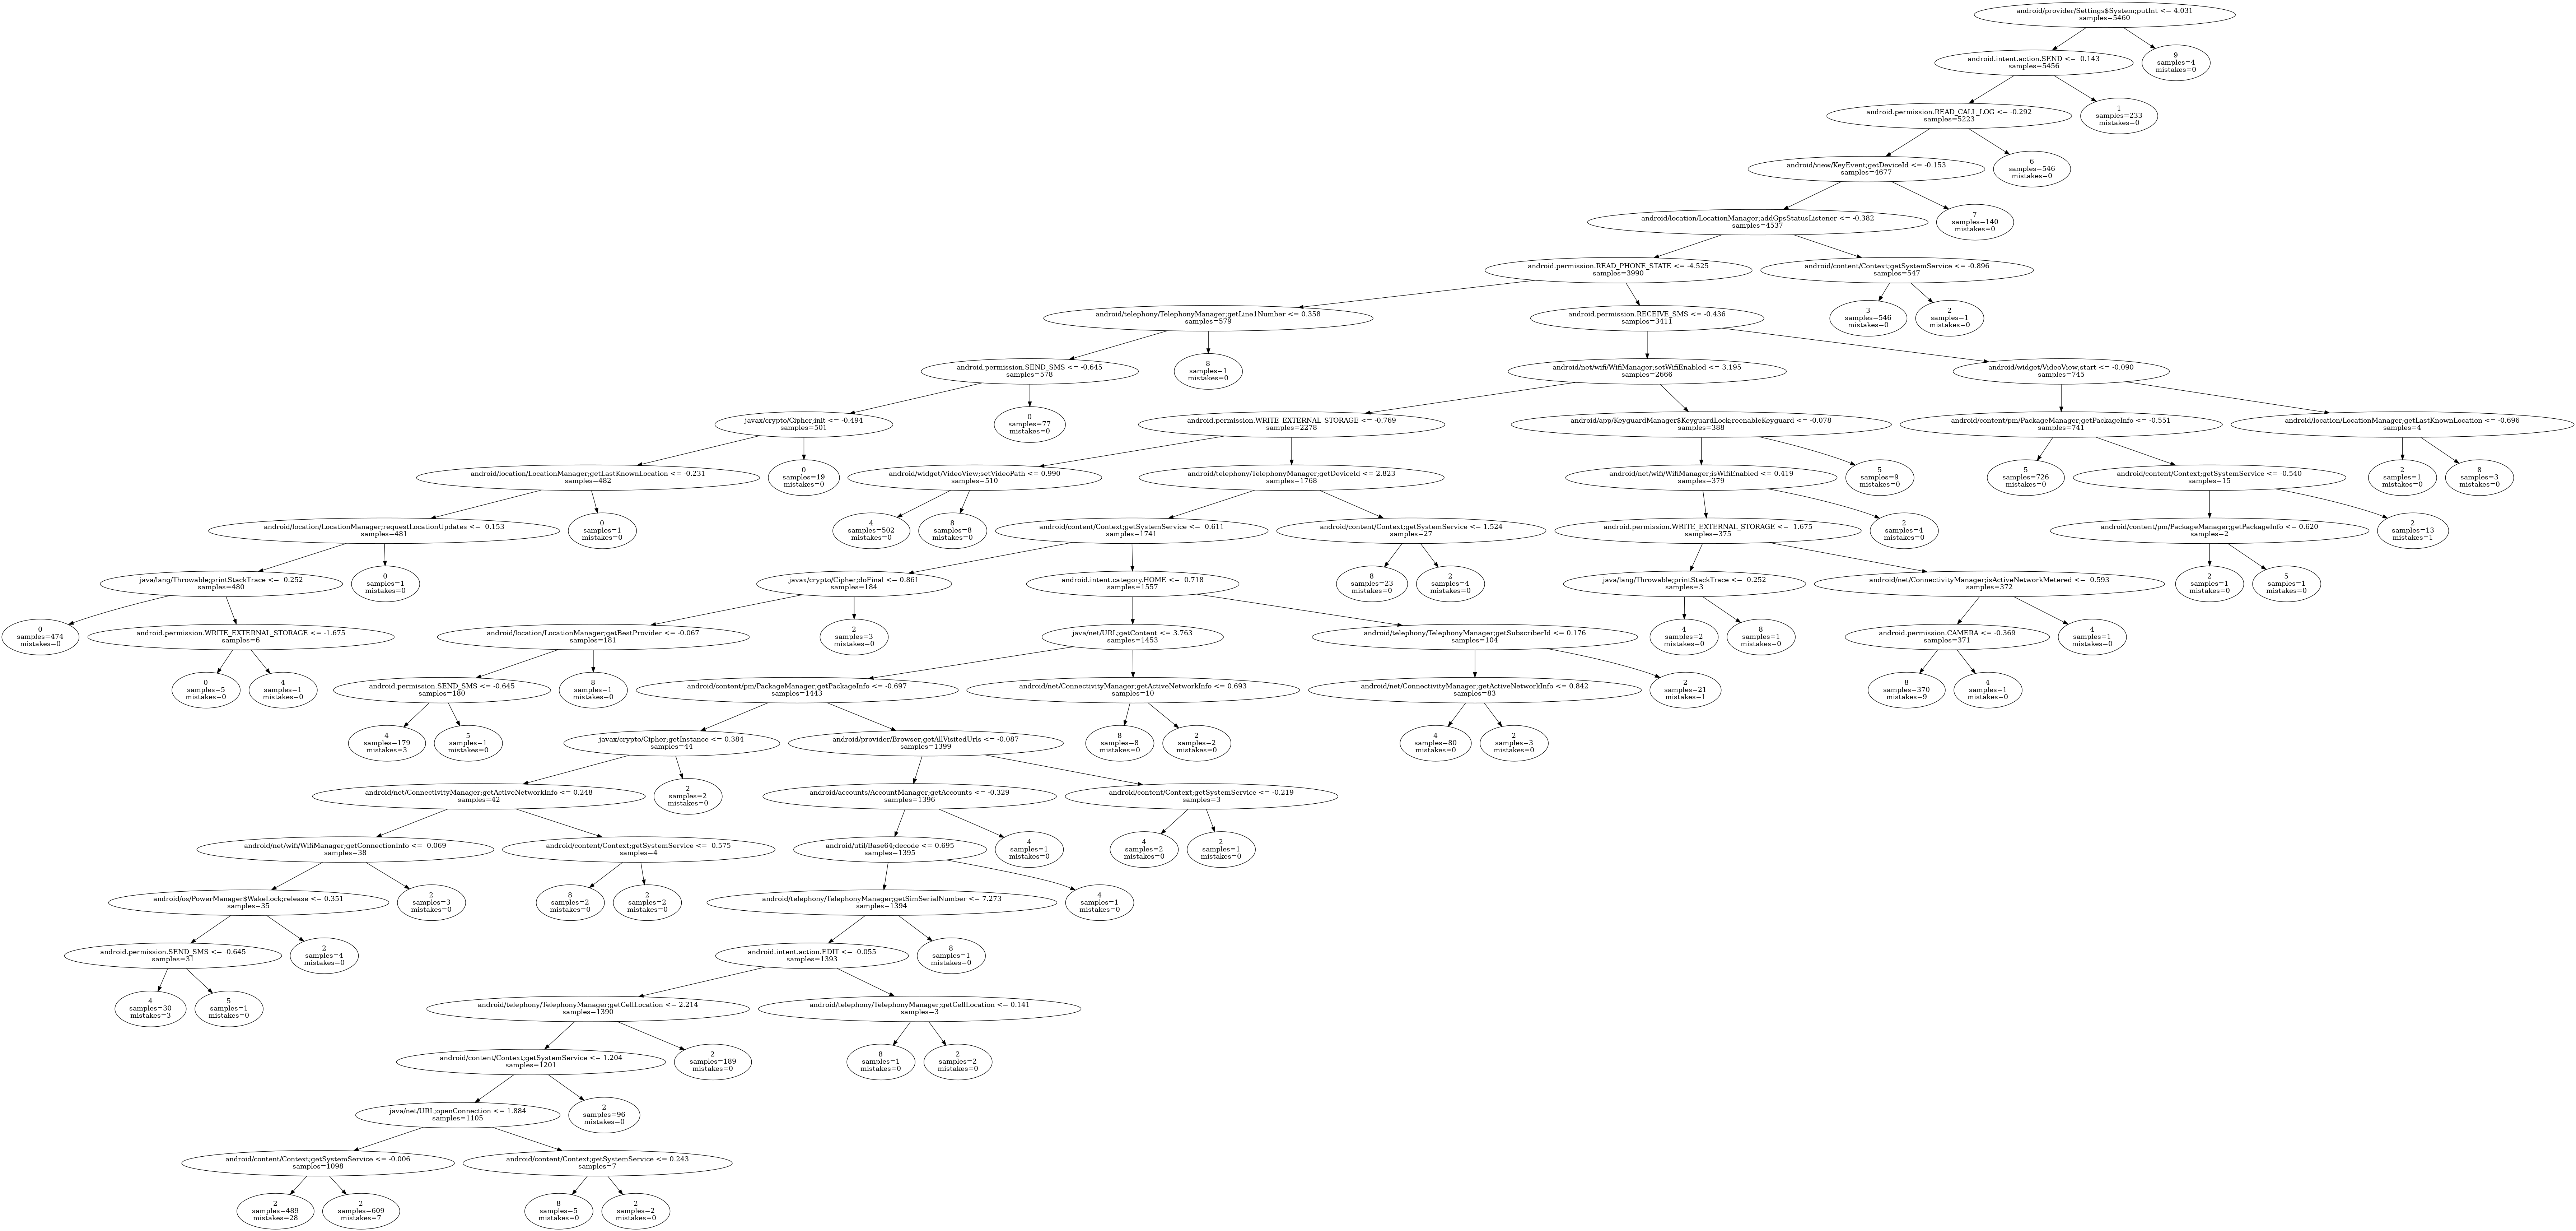 android/provider/Settings$System;putInt <= 4.031
samples=5460
android.intent.action.SEND <= -0.143
samples=5456
9
samples=4
mistakes=0
android.permission.READ_CALL_LOG <= -0.292
samples=5223
1
samples=233
mistakes=0
android/view/KeyEvent;getDeviceId <= -0.153
samples=4677
6
samples=546
mistakes=0
android/location/LocationManager;addGpsStatusListener <= -0.382
samples=4537
7
samples=140
mistakes=0
android.permission.READ_PHONE_STATE <= -4.525
samples=3990
android/content/Context;getSystemService <= -0.896
samples=547
android/telephony/TelephonyManager;getLine1Number <= 0.358
samples=579
android.permission.RECEIVE_SMS <= -0.436
samples=3411
3
samples=546
mistakes=0
2
samples=1
mistakes=0
android.permission.SEND_SMS <= -0.645
samples=578
8
samples=1
mistakes=0
android/net/wifi/WifiManager;setWifiEnabled <= 3.195
samples=2666
android/widget/VideoView;start <= -0.090
samples=745
javax/crypto/Cipher;init <= -0.494
samples=501
0
samples=77
mistakes=0
android.permission.WRITE_EXTERNAL_STORAGE <= -0.769
samples=2278
android/app/KeyguardManager$KeyguardLock;reenableKeyguard <= -0.078
samples=388
android/content/pm/PackageManager;getPackageInfo <= -0.551
samples=741
android/location/LocationManager;getLastKnownLocation <= -0.696
samples=4
android/location/LocationManager;getLastKnownLocation <= -0.231
samples=482
0
samples=19
mistakes=0
android/widget/VideoView;setVideoPath <= 0.990
samples=510
android/telephony/TelephonyManager;getDeviceId <= 2.823
samples=1768
android/net/wifi/WifiManager;isWifiEnabled <= 0.419
samples=379
5
samples=9
mistakes=0
5
samples=726
mistakes=0
android/content/Context;getSystemService <= -0.540
samples=15
2
samples=1
mistakes=0
8
samples=3
mistakes=0
android/location/LocationManager;requestLocationUpdates <= -0.153
samples=481
0
samples=1
mistakes=0
4
samples=502
mistakes=0
8
samples=8
mistakes=0
android/content/Context;getSystemService <= -0.611
samples=1741
android/content/Context;getSystemService <= 1.524
samples=27
android.permission.WRITE_EXTERNAL_STORAGE <= -1.675
samples=375
2
samples=4
mistakes=0
android/content/pm/PackageManager;getPackageInfo <= 0.620
samples=2
2
samples=13
mistakes=1
java/lang/Throwable;printStackTrace <= -0.252
samples=480
0
samples=1
mistakes=0
javax/crypto/Cipher;doFinal <= 0.861
samples=184
android.intent.category.HOME <= -0.718
samples=1557
8
samples=23
mistakes=0
2
samples=4
mistakes=0
java/lang/Throwable;printStackTrace <= -0.252
samples=3
android/net/ConnectivityManager;isActiveNetworkMetered <= -0.593
samples=372
2
samples=1
mistakes=0
5
samples=1
mistakes=0
0
samples=474
mistakes=0
android.permission.WRITE_EXTERNAL_STORAGE <= -1.675
samples=6
android/location/LocationManager;getBestProvider <= -0.067
samples=181
2
samples=3
mistakes=0
java/net/URL;getContent <= 3.763
samples=1453
android/telephony/TelephonyManager;getSubscriberId <= 0.176
samples=104
4
samples=2
mistakes=0
8
samples=1
mistakes=0
android.permission.CAMERA <= -0.369
samples=371
4
samples=1
mistakes=0
0
samples=5
mistakes=0
4
samples=1
mistakes=0
android.permission.SEND_SMS <= -0.645
samples=180
8
samples=1
mistakes=0
android/content/pm/PackageManager;getPackageInfo <= -0.697
samples=1443
android/net/ConnectivityManager;getActiveNetworkInfo <= 0.693
samples=10
android/net/ConnectivityManager;getActiveNetworkInfo <= 0.842
samples=83
2
samples=21
mistakes=1
8
samples=370
mistakes=9
4
samples=1
mistakes=0
4
samples=179
mistakes=3
5
samples=1
mistakes=0
javax/crypto/Cipher;getInstance <= 0.384
samples=44
android/provider/Browser;getAllVisitedUrls <= -0.087
samples=1399
8
samples=8
mistakes=0
2
samples=2
mistakes=0
4
samples=80
mistakes=0
2
samples=3
mistakes=0
android/net/ConnectivityManager;getActiveNetworkInfo <= 0.248
samples=42
2
samples=2
mistakes=0
android/accounts/AccountManager;getAccounts <= -0.329
samples=1396
android/content/Context;getSystemService <= -0.219
samples=3
android/net/wifi/WifiManager;getConnectionInfo <= -0.069
samples=38
android/content/Context;getSystemService <= -0.575
samples=4
android/util/Base64;decode <= 0.695
samples=1395
4
samples=1
mistakes=0
4
samples=2
mistakes=0
2
samples=1
mistakes=0
android/os/PowerManager$WakeLock;release <= 0.351
samples=35
2
samples=3
mistakes=0
8
samples=2
mistakes=0
2
samples=2
mistakes=0
android/telephony/TelephonyManager;getSimSerialNumber <= 7.273
samples=1394
4
samples=1
mistakes=0
android.permission.SEND_SMS <= -0.645
samples=31
2
samples=4
mistakes=0
android.intent.action.EDIT <= -0.055
samples=1393
8
samples=1
mistakes=0
4
samples=30
mistakes=3
5
samples=1
mistakes=0
android/telephony/TelephonyManager;getCellLocation <= 2.214
samples=1390
android/telephony/TelephonyManager;getCellLocation <= 0.141
samples=3
android/content/Context;getSystemService <= 1.204
samples=1201
2
samples=189
mistakes=0
8
samples=1
mistakes=0
2
samples=2
mistakes=0
java/net/URL;openConnection <= 1.884
samples=1105
2
samples=96
mistakes=0
android/content/Context;getSystemService <= -0.006
samples=1098
android/content/Context;getSystemService <= 0.243
samples=7
2
samples=489
mistakes=28
2
samples=609
mistakes=7
8
samples=5
mistakes=0
2
samples=2
mistakes=0